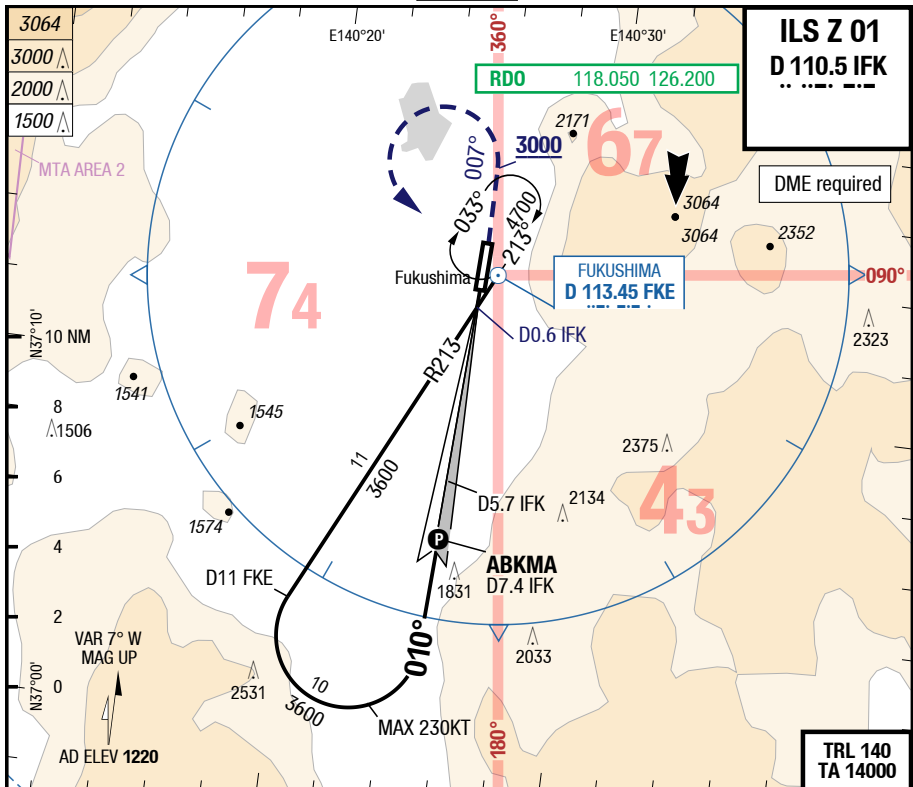 3064
3000
2000
1500
E140°20'
360°
E140°30'
ILS Z 01
D 110.5 IFK
RDO 118.050 126.200
MTA AREA 2
2171
67
007°
3000
DME required
033°
4700
213°
3064
3064
2352
Fukushima
FUKUSHIMA
D 113.45 FKE
090°
74
N37°10'
10 NM
D0.6 IFK
2323
R213
1541
8
1545
1506
11
3600
2375
43
6
D5.7 IFK
2134
1574
4
P
ABKMA
D7.4 IFK
D11 FKE
1831
2
VAR 7° W
MAG UP
010°
2033
N37°00'
0
2531
10
3600
MAX 230KT
180°
AD ELEV 1220
TRL 140
TA 14000